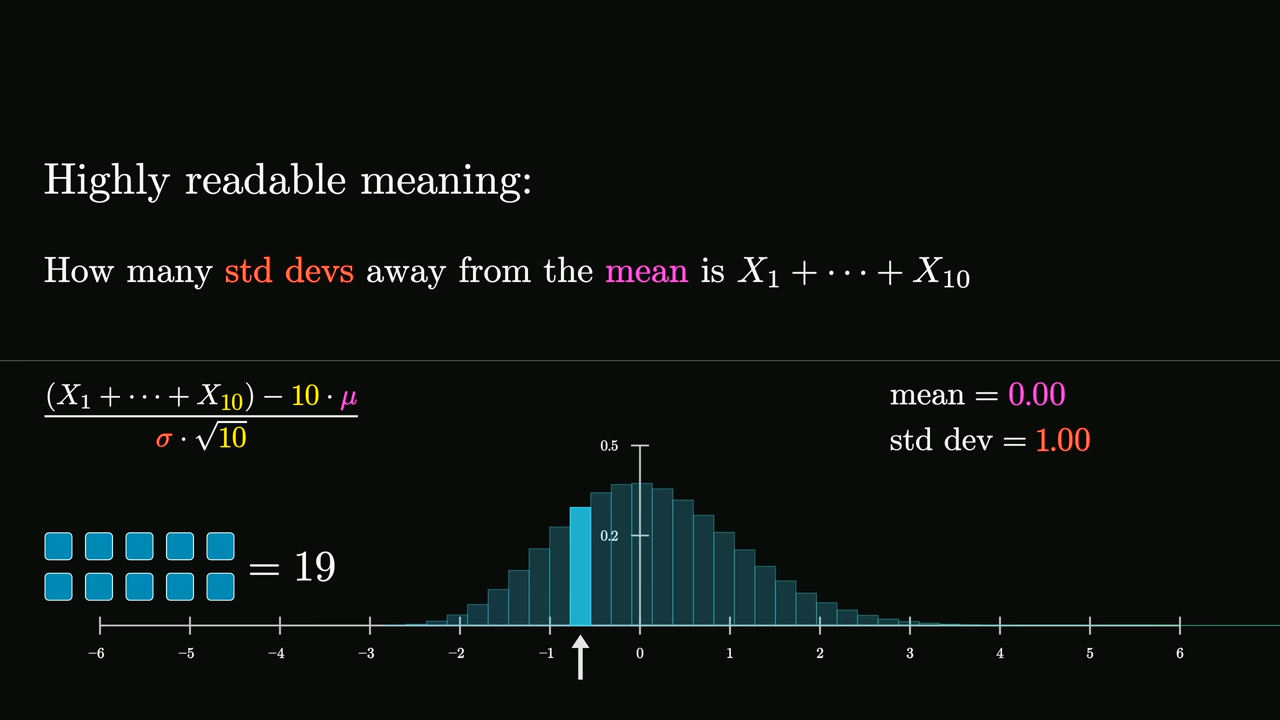 Highly readable meaning:
How many std devs away from the mean is X₁ + ⋯ + X₁₀
(X₁ + ⋯ + X₁₀) − 10 · μ
σ · √10
mean = 0.00
std dev = 1.00
0.5
0.2
= 19
−6 −5 −4 −3 −2 −1 0 1 2 3 4 5 6